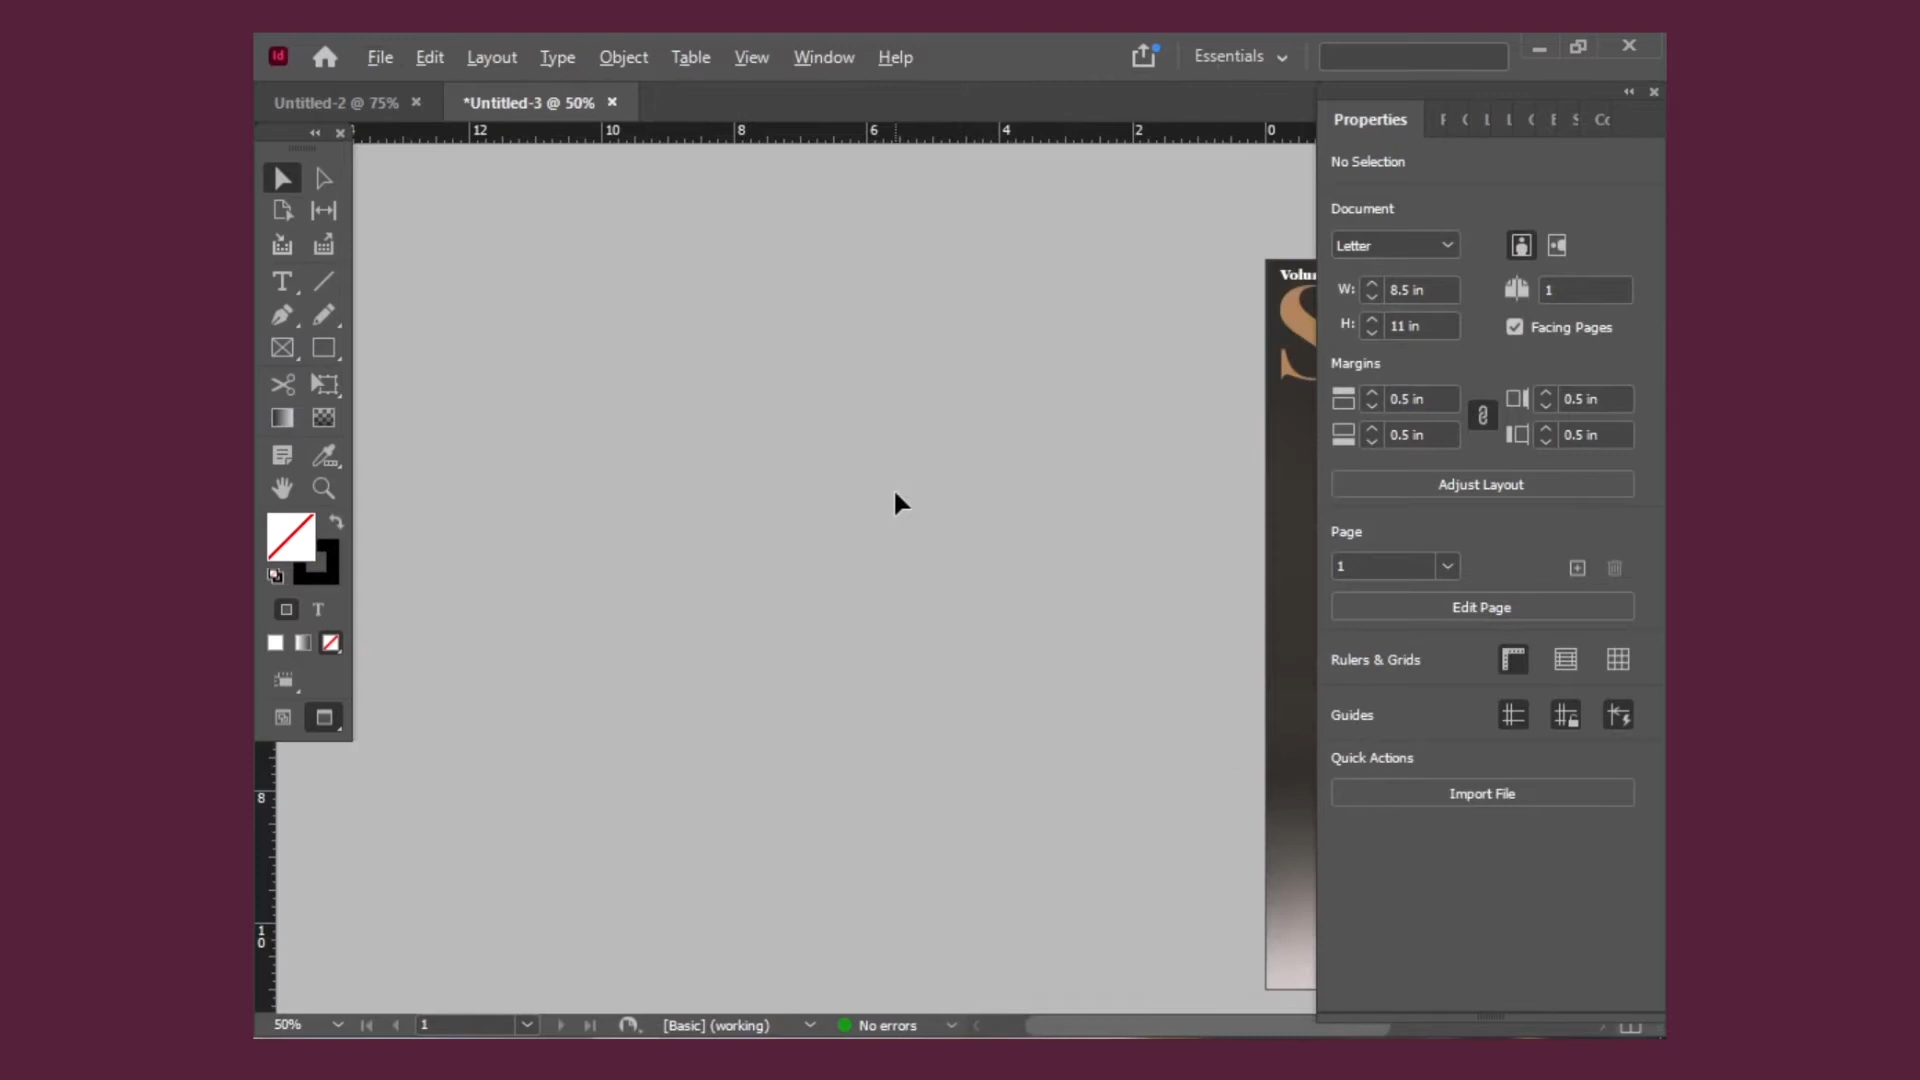 Id File Edit Layout Type Object Table View Window Help Essentials
Untitled-2 @ 75% *Untitled-3 @ 50%
12 10 8 6 4 2 0
Properties
No Selection
Document
Letter
W: 8.5 in 1
H: 11 in Facing Pages
Margins
0.5 in 0.5 in
0.5 in 0.5 in
Adjust Layout
Page
1
Edit Page
Rulers & Grids
Guides
Quick Actions
Import File
8
10
50% 1 [Basic] (working) No errors